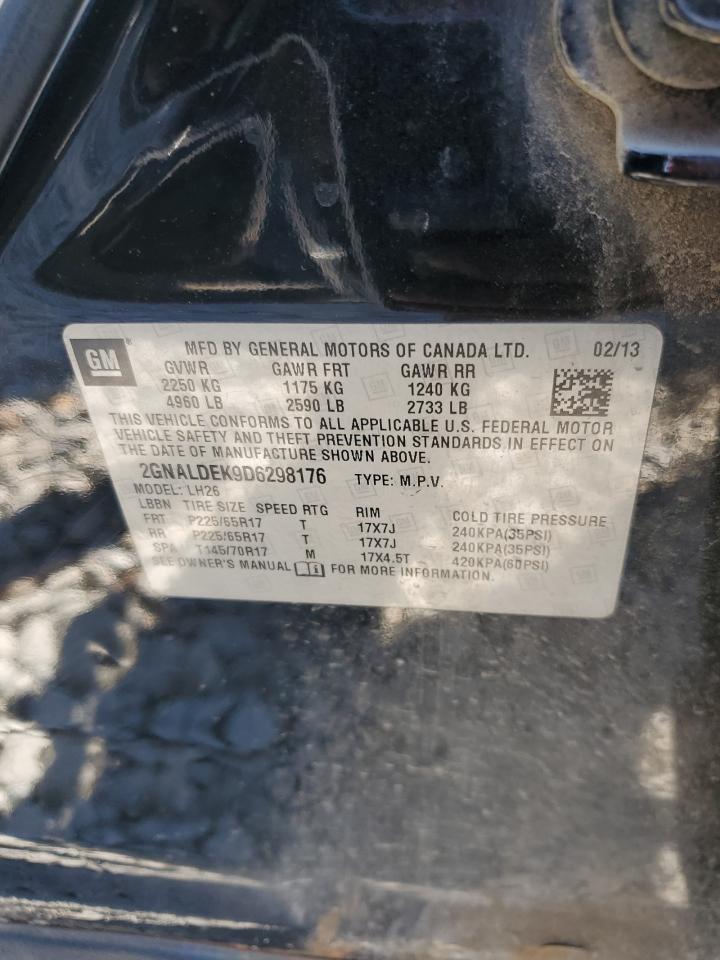 GM ® MFD BY GENERAL MOTORS OF CANADA LTD. 02/13
GVWR GAWR FRT GAWR RR
2250 KG 1175 KG 1240 KG
4960 LB 2590 LB 2733 LB
THIS VEHICLE CONFORMS TO ALL APPLICABLE U.S. FEDERAL MOTOR
VEHICLE SAFETY AND THEFT PREVENTION STANDARDS IN EFFECT ON
THE DATE OF MANUFACTURE SHOWN ABOVE.
2GNALDEK9D6298176 TYPE: M.P.V.
MODEL: LH26
LBBN TIRE SIZE SPEED RTG RIM COLD TIRE PRESSURE
FRT P225/65R17 T 17X7J 240KPA(35PSI)
RR P225/65R17 T 17X7J 240KPA(35PSI)
SPA T145/70R17 M 17X4.5T 420KPA(60PSI)
SEE OWNER'S MANUAL FOR MORE INFORMATION.